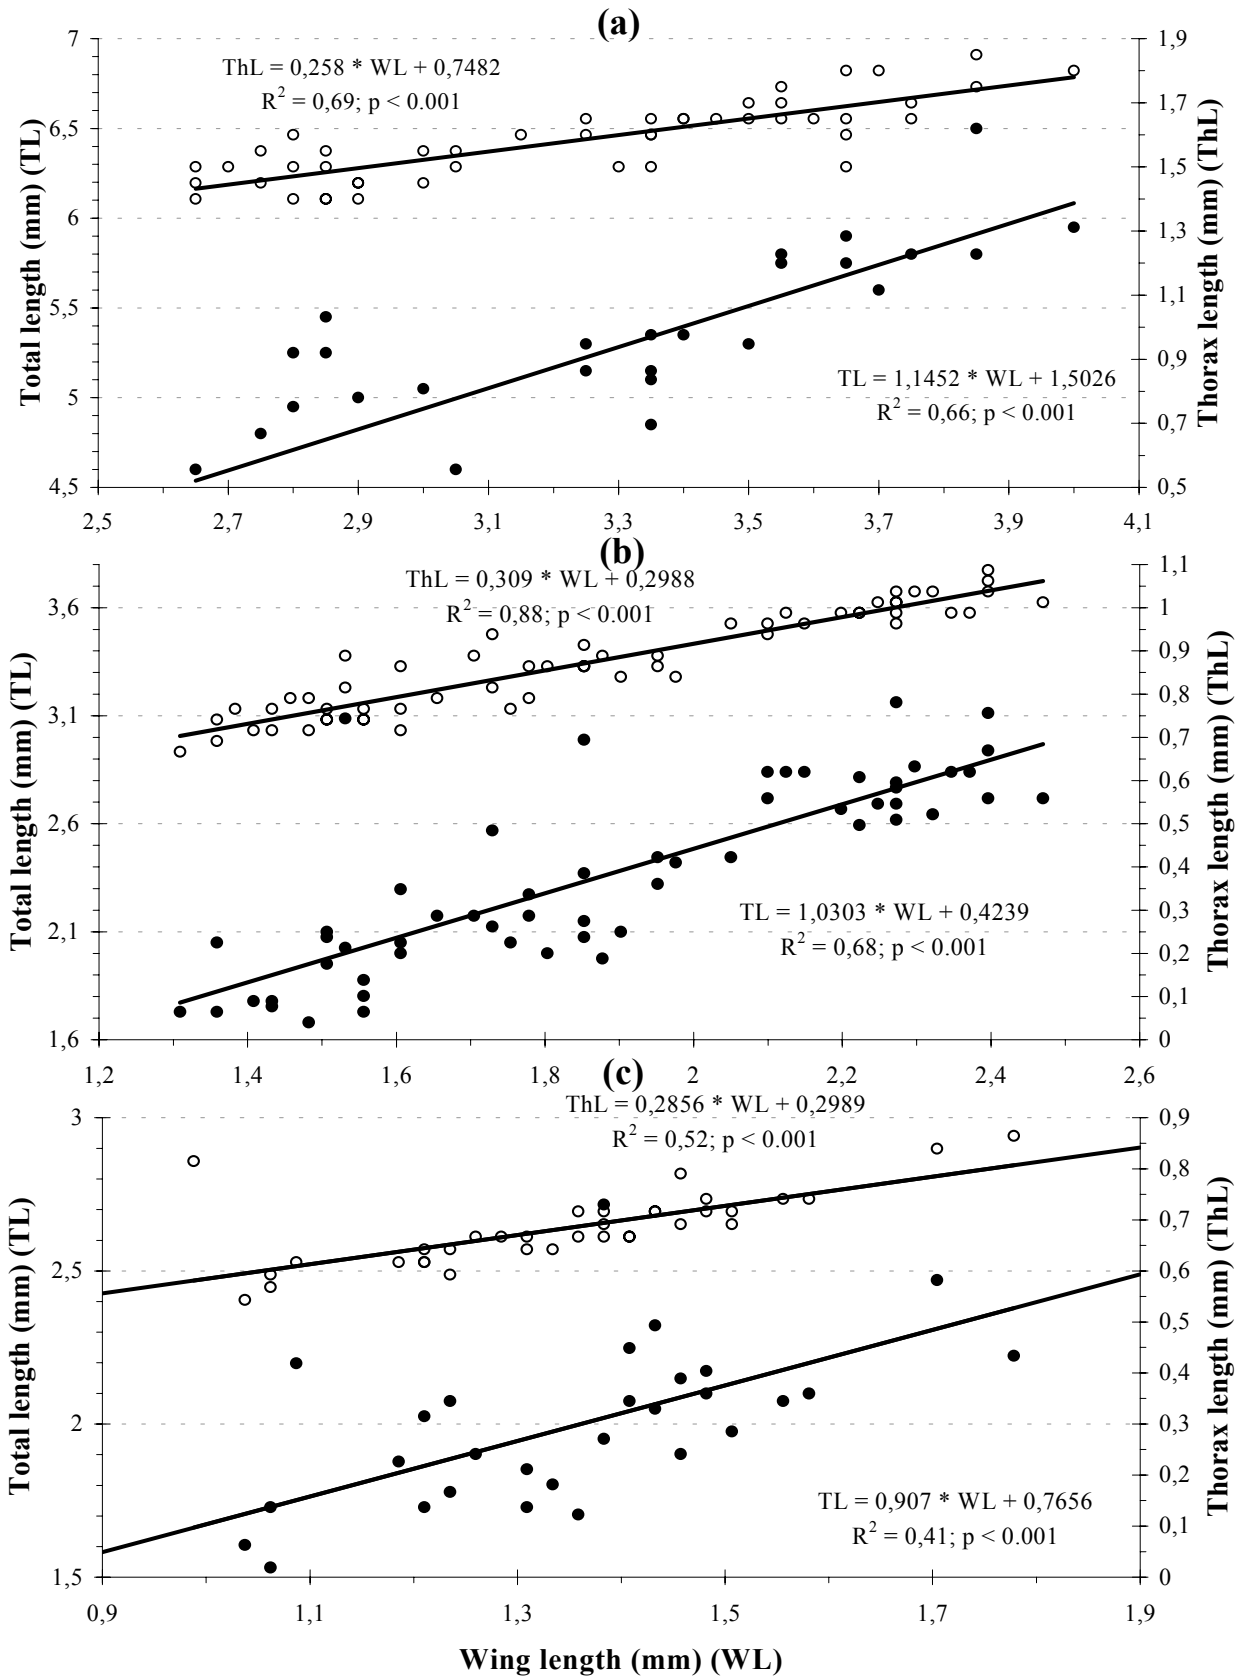 (a)
7
6,5
6
5,5
5
4,5
Total length (mm) (TL)
ThL = 0,258 * WL + 0,7482
R² = 0,69; p < 0.001
TL = 1,1452 * WL + 1,5026
R² = 0,66; p < 0.001
1,9
1,7
1,5
1,3
1,1
0,9
0,7
0,5
Thorax length (mm) (ThL)
2,5 2,7 2,9 3,1 3,3 3,5 3,7 3,9 4,1
(b)
3,6
3,1
2,6
2,1
1,6
Total length (mm) (TL)
ThL = 0,309 * WL + 0,2988
R² = 0,88; p < 0.001
TL = 1,0303 * WL + 0,4239
R² = 0,68; p < 0.001
1,1
1
0,9
0,8
0,7
0,6
0,5
0,4
0,3
0,2
0,1
0
Thorax length (mm) (ThL)
1,2 1,4 1,6 1,8 2 2,2 2,4 2,6
(c)
3
2,5
2
1,5
Total length (mm) (TL)
ThL = 0,2856 * WL + 0,2989
R² = 0,52; p < 0.001
TL = 0,907 * WL + 0,7656
R² = 0,41; p < 0.001
0,9
0,8
0,7
0,6
0,5
0,4
0,3
0,2
0,1
0
Thorax length (mm) (ThL)
0,9 1,1 1,3 1,5 1,7 1,9
Wing length (mm) (WL)